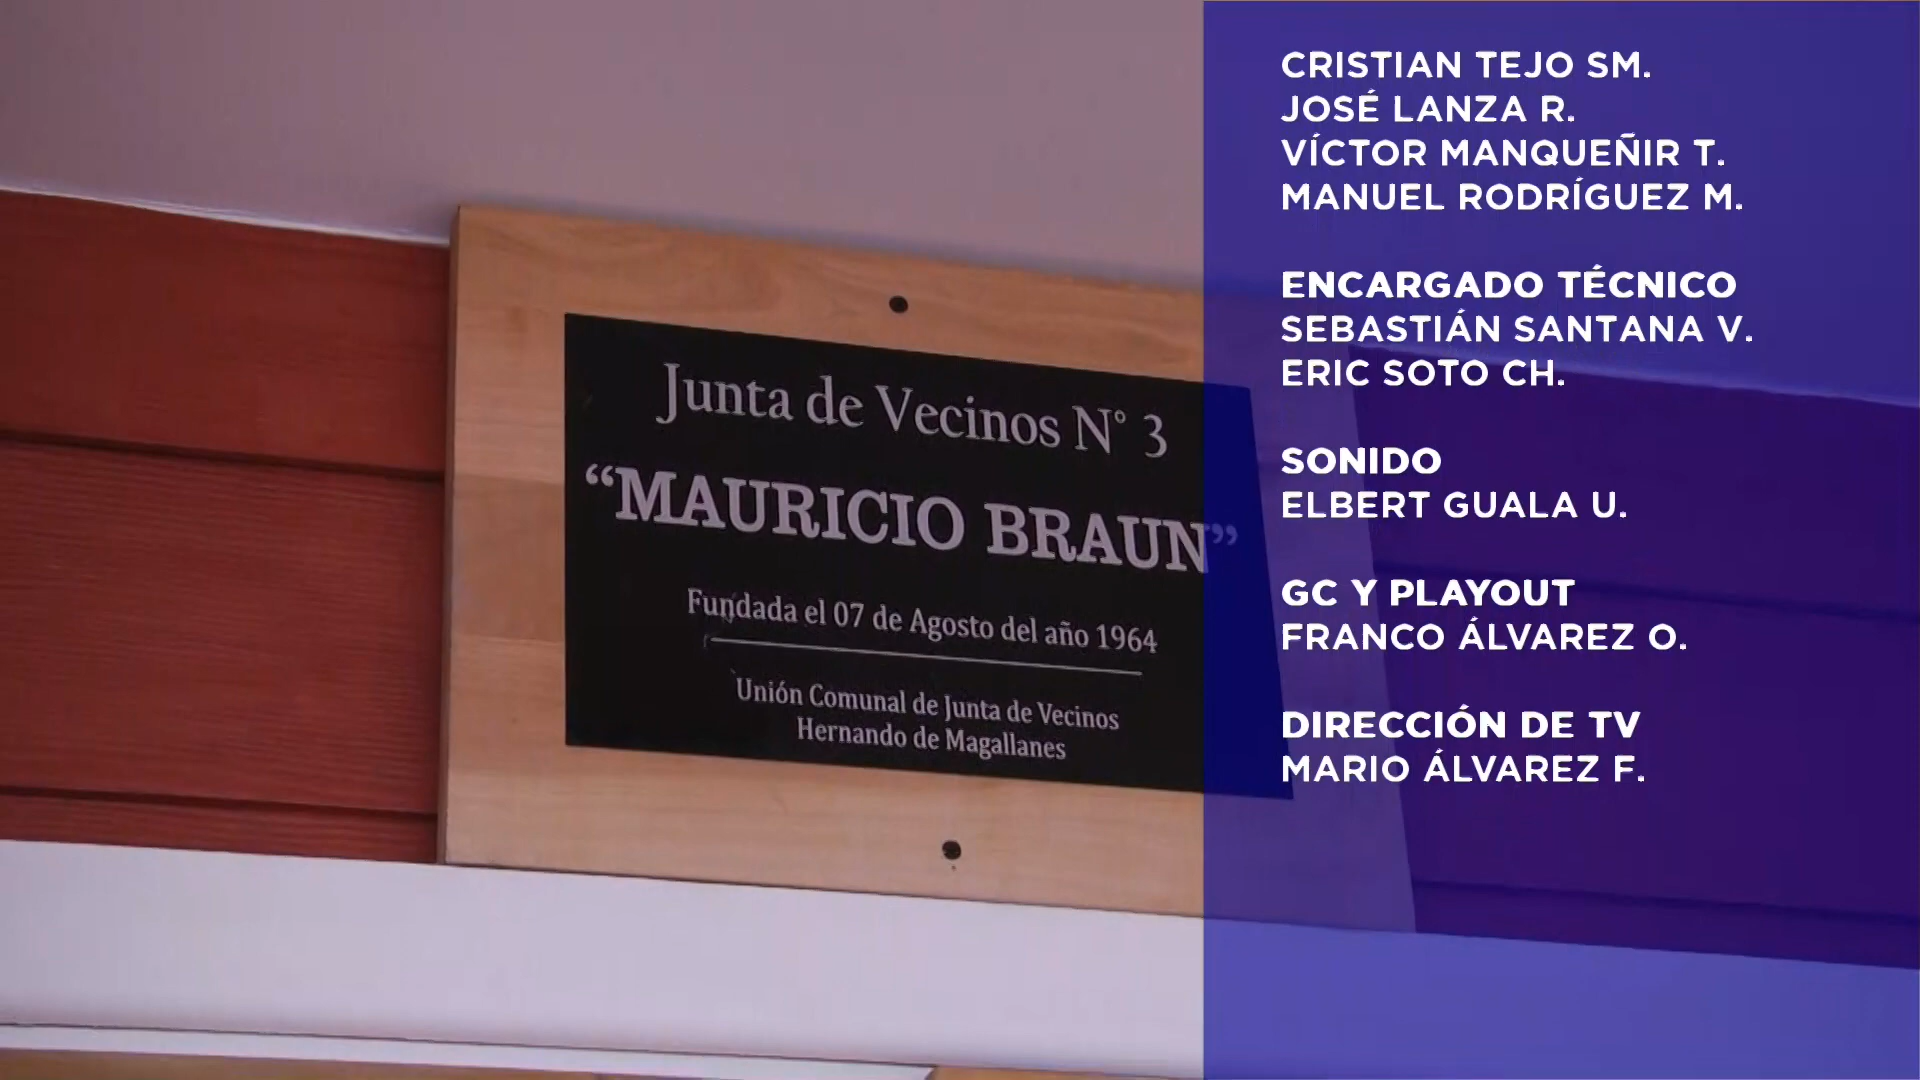 Junta de Vecinos N° 3
“MAURICIO BRAUN”
Fundada el 07 de Agosto del año 1964
Unión Comunal de Junta de Vecinos
Hernando de Magallanes
CRISTIAN TEJO SM.
JOSÉ LANZA R.
VÍCTOR MANQUEÑIR T.
MANUEL RODRÍGUEZ M.
ENCARGADO TÉCNICO
SEBASTIÁN SANTANA V.
ERIC SOTO CH.
SONIDO
ELBERT GUALA U.
GC Y PLAYOUT
FRANCO ÁLVAREZ O.
DIRECCIÓN DE TV
MARIO ÁLVAREZ F.